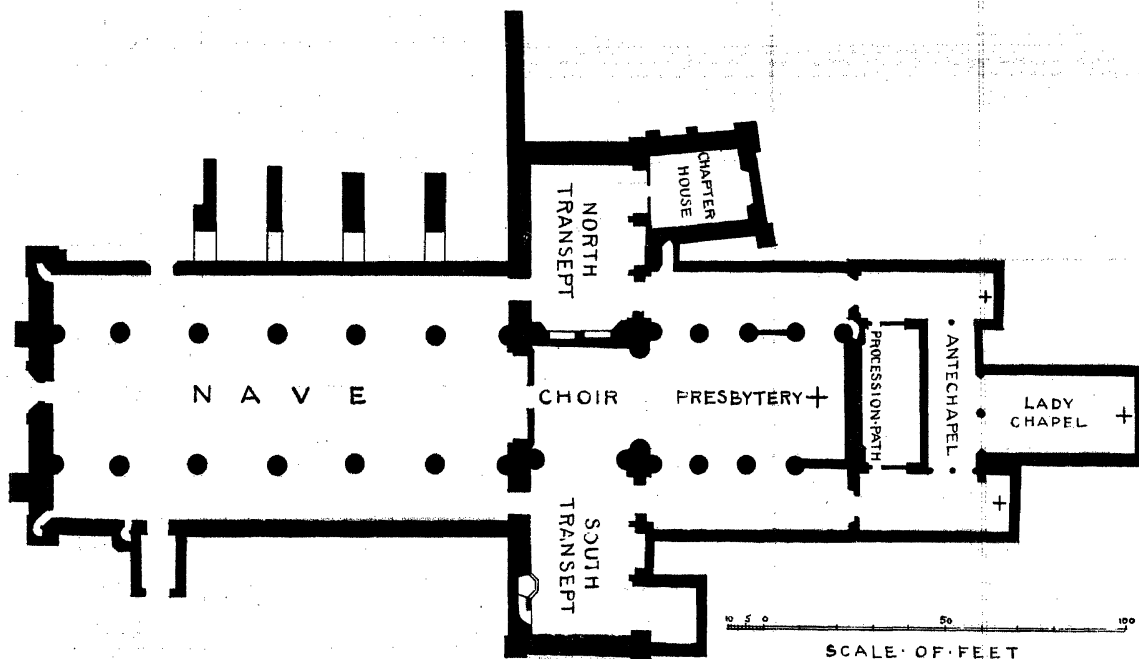 CHAPTER
HOUSE
NORTH
TRANSEPT
NAVE
CHOIR
PRESBYTERY
PROCESSION·PATH
ANTECHAPEL
LADY
CHAPEL
SOUTH
TRANSEPT
10 5 0 50 100
SCALE·OF·FEET